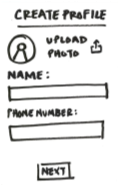 CREATE PROFILE
UPLOAD
PHOTO
NAME:
PHONE NUMBER:
NEXT